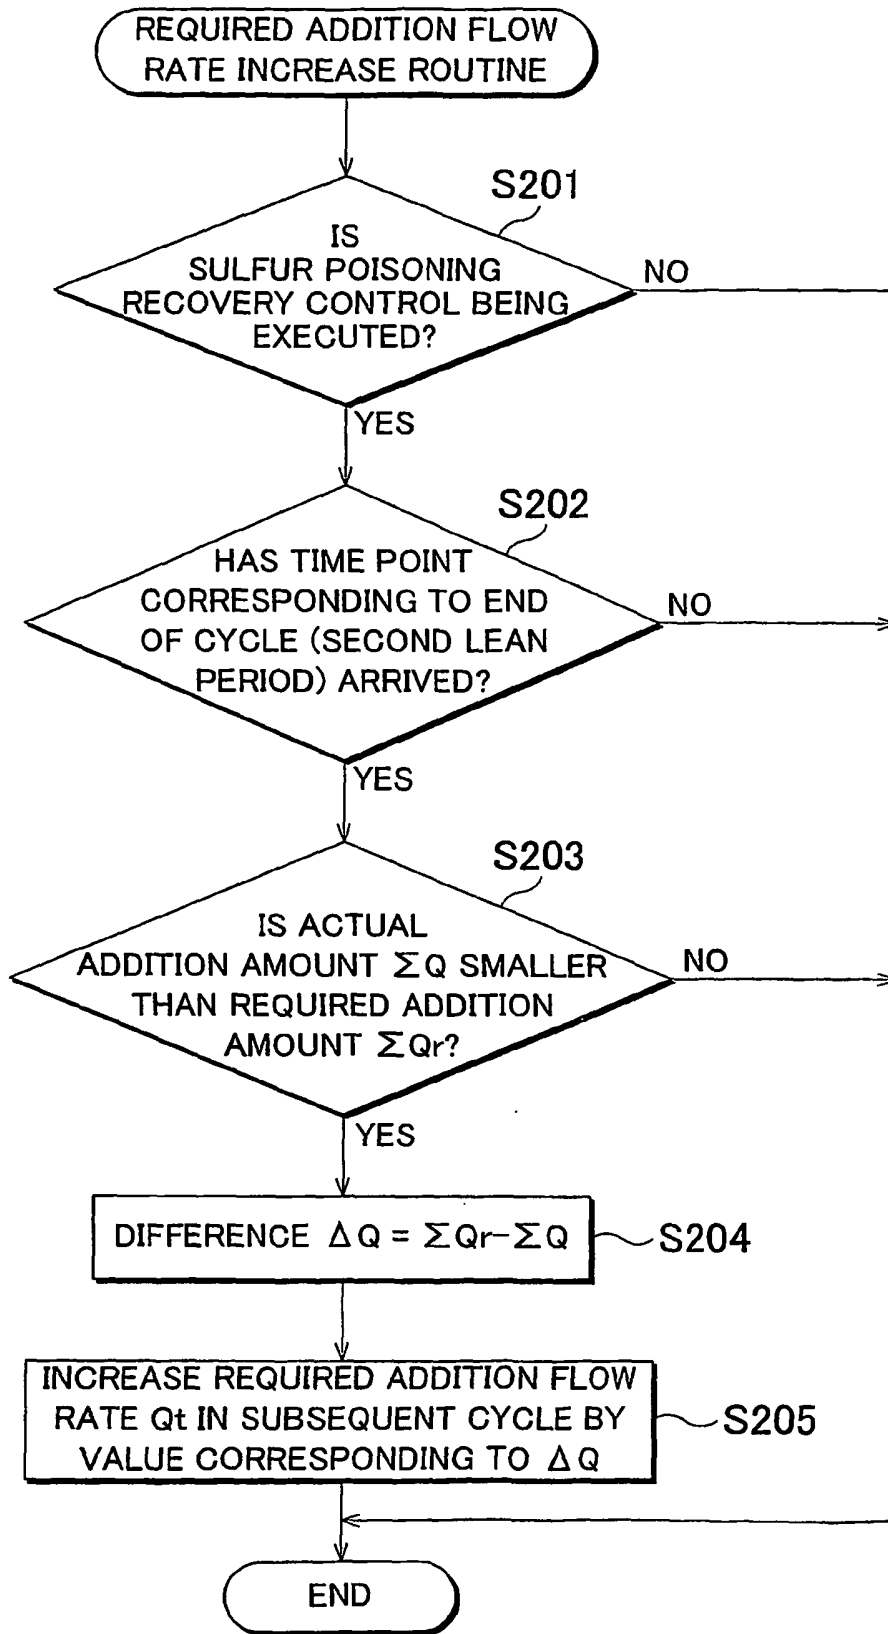 REQUIRED ADDITION FLOW
RATE INCREASE ROUTINE
S201
IS
SULFUR POISONING
RECOVERY CONTROL BEING
EXECUTED?
NO
YES
S202
HAS TIME POINT
CORRESPONDING TO END
OF CYCLE (SECOND LEAN
PERIOD) ARRIVED?
NO
YES
S203
IS ACTUAL
ADDITION AMOUNT ΣQ SMALLER
THAN REQUIRED ADDITION
AMOUNT ΣQr?
NO
YES
DIFFERENCE ΔQ = ΣQr-ΣQ
S204
INCREASE REQUIRED ADDITION FLOW
RATE Qt IN SUBSEQUENT CYCLE BY
VALUE CORRESPONDING TO ΔQ
S205
END